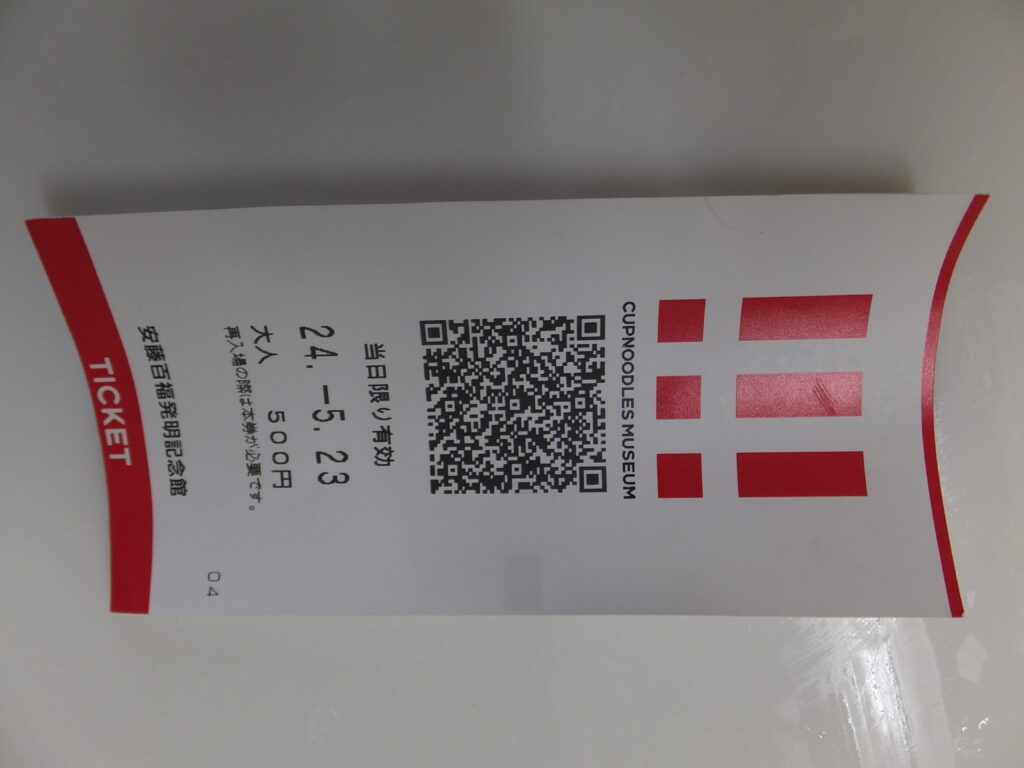 CUPNOODLES MUSEUM
当日限り有効
24.-5.23
大人 500円
再入場の際は本券が必要です。
04
安藤百福発明記念館
TICKET